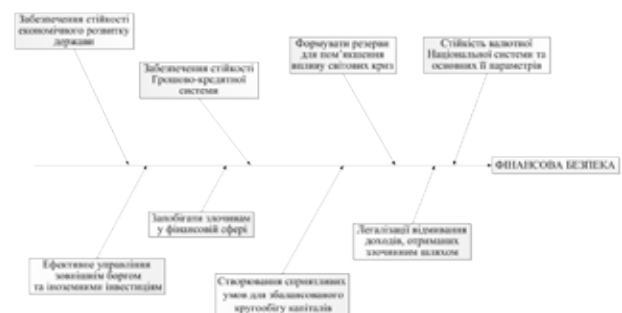 Забезпечення стійкості
економічного розвитку
держави
Забезпечення стійкості
Грошово-кредитної
системи
Формувати резерви
для пом’якшення
впливу світових криз
Стійкість валютної
Національної системи та
основних її параметрів
ФІНАНСОВА БЕЗПЕКА
Запобігати злочинам
у фінансовій сфері
Легалізації відмивання
доходів, отриманих
злочинним шляхом
Ефективне управління
зовнішнім боргом
та іноземними інвестиціям
Створювання сприятливих
умов для збалансованого
кругообігу капіталів